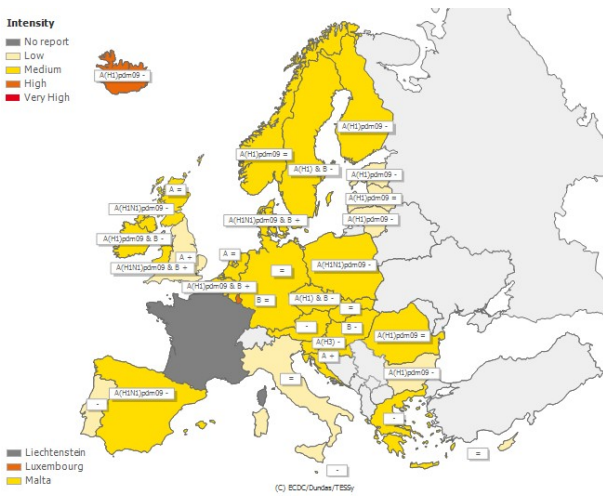 Intensity
No report
Low
Medium
High
Very High
A(H1)pdm09 -
A(H1)pdm09 -
A(H1)pdm09 =
A(H1) & B -
A(H1)pdm09 -
A =
A(H1)pdm09 =
A(H1N1)pdm09 -
A(H1N1)pdm09 & B +
A(H1)pdm09 -
A(H1)pdm09 & B -
A =
A +
A(H1N1)pdm09 & B +
=
A(H1N1)pdm09 -
A(H1)pdm09 & B +
B =
A(H1) & B -
=
-
B -
A(H1)pdm09 =
A(H3) -
A +
A(H1)pdm09 -
=
A(H1N1)pdm09 -
-
-
=
-
Liechtenstein
Luxembourg
Malta
(C) ECDC/Dundas/TESSy